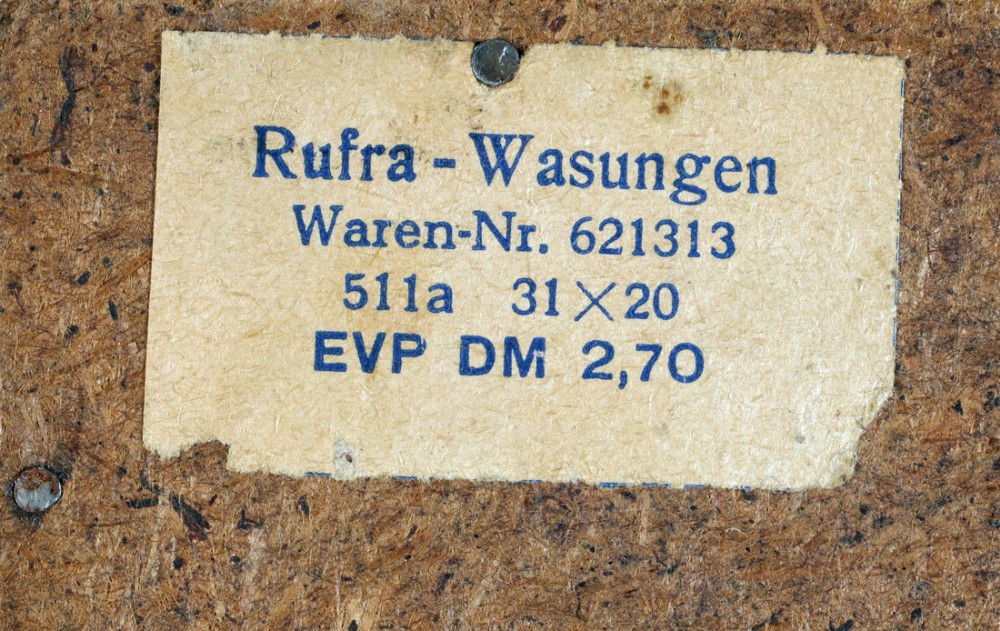 Rufra - Wasungen
Waren-Nr. 621313
511a 31 × 20
EVP DM 2,70